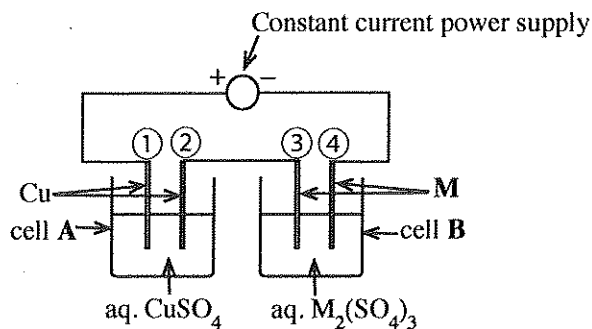 Constant current power supply
+ −
① ② ③ ④
Cu M
cell A cell B
aq. CuSO₄ aq. M₂(SO₄)₃